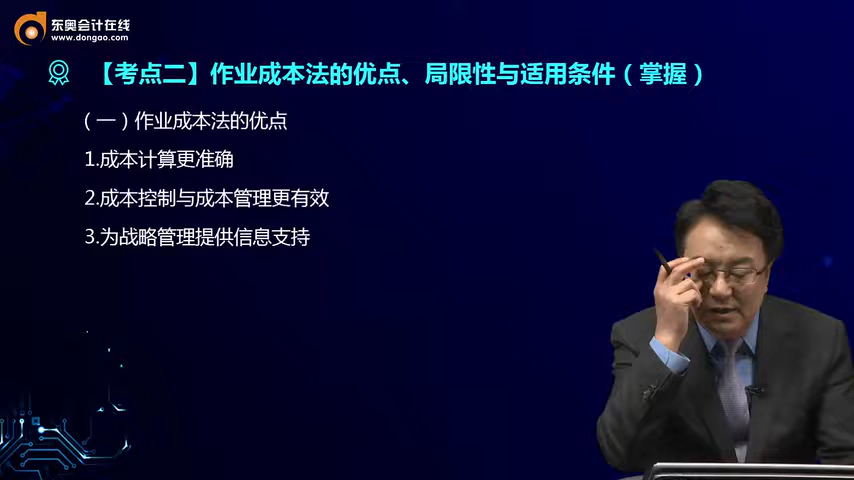 东奥会计在线
www.dongao.com
【考点二】作业成本法的优点、局限性与适用条件（掌握）
（一）作业成本法的优点
1.成本计算更准确
2.成本控制与成本管理更有效
3.为战略管理提供信息支持